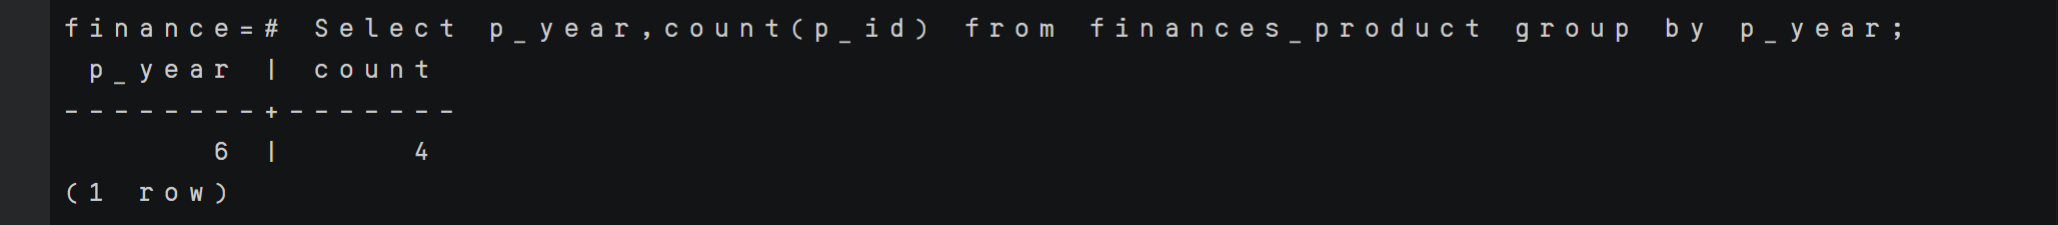 finance=# Select p_year,count(p_id) from finances_product group by p_year;
 p_year | count
--------+-------
      6 |     4
(1 row)